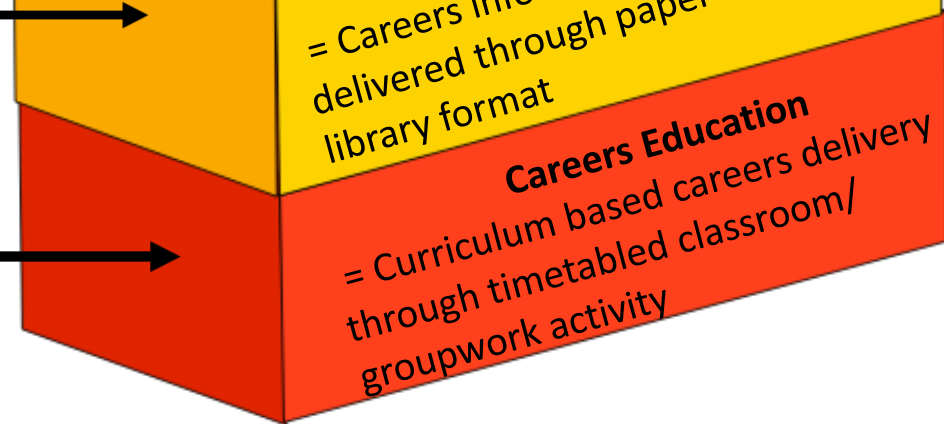 = Careers
delivered through paper
library format
Careers Education
= Curriculum based careers delivery
through timetabled classroom/
groupwork activity